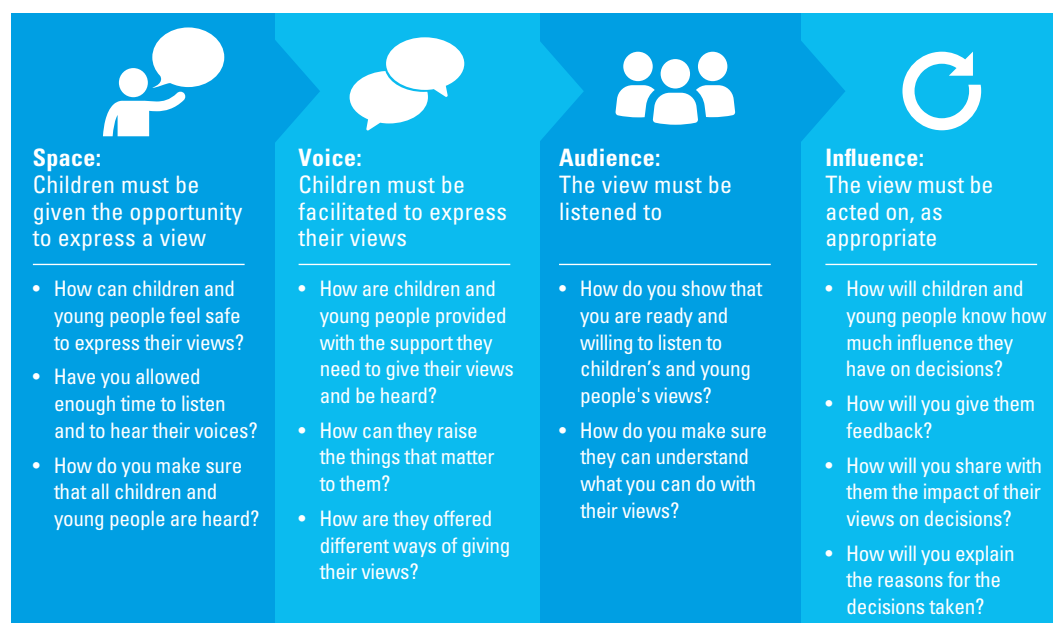 Space:
Children must be
given the opportunity
to express a view
• How can children and
young people feel safe
to express their views?
• Have you allowed
enough time to listen
and to hear their voices?
• How do you make sure
that all children and
young people are heard?
Voice:
Children must be
facilitated to express
their views
• How are children and
young people provided
with the support they
need to give their views
and be heard?
• How can they raise
the things that matter
to them?
• How are they offered
different ways of giving
their views?
Audience:
The view must be
listened to
• How do you show that
you are ready and
willing to listen to
children’s and young
people's views?
• How do you make sure
they can understand
what you can do with
their views?
Influence:
The view must be
acted on, as
appropriate
• How will children and
young people know how
much influence they
have on decisions?
• How will you give them
feedback?
• How will you share with
them the impact of their
views on decisions?
• How will you explain
the reasons for the
decisions taken?